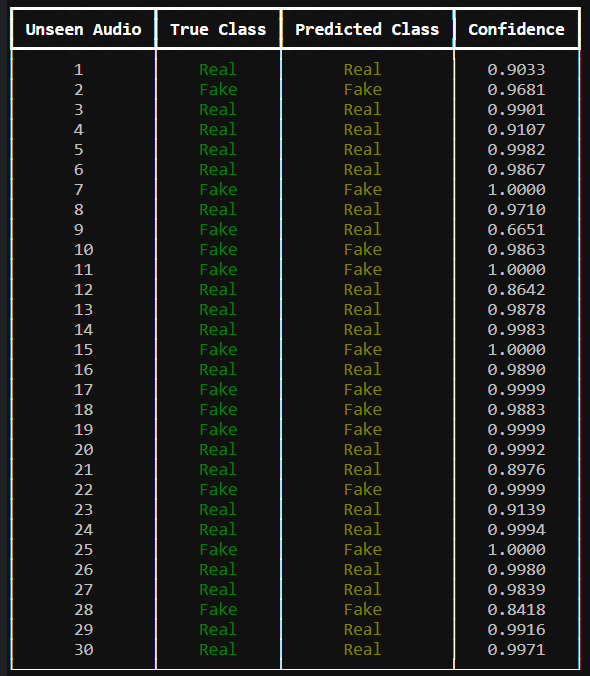 Unseen Audio True Class Predicted Class Confidence
1 Real Real 0.9033
2 Fake Fake 0.9681
3 Real Real 0.9901
4 Real Real 0.9107
5 Real Real 0.9982
6 Real Real 0.9867
7 Fake Fake 1.0000
8 Real Real 0.9710
9 Fake Real 0.6651
10 Fake Fake 0.9863
11 Fake Fake 1.0000
12 Real Real 0.8642
13 Real Real 0.9878
14 Real Real 0.9983
15 Fake Fake 1.0000
16 Real Real 0.9890
17 Fake Fake 0.9999
18 Fake Fake 0.9883
19 Fake Fake 0.9999
20 Real Real 0.9992
21 Real Real 0.8976
22 Fake Fake 0.9999
23 Real Real 0.9139
24 Real Real 0.9994
25 Fake Fake 1.0000
26 Real Real 0.9980
27 Real Real 0.9839
28 Fake Fake 0.8418
29 Real Real 0.9916
30 Real Real 0.9971